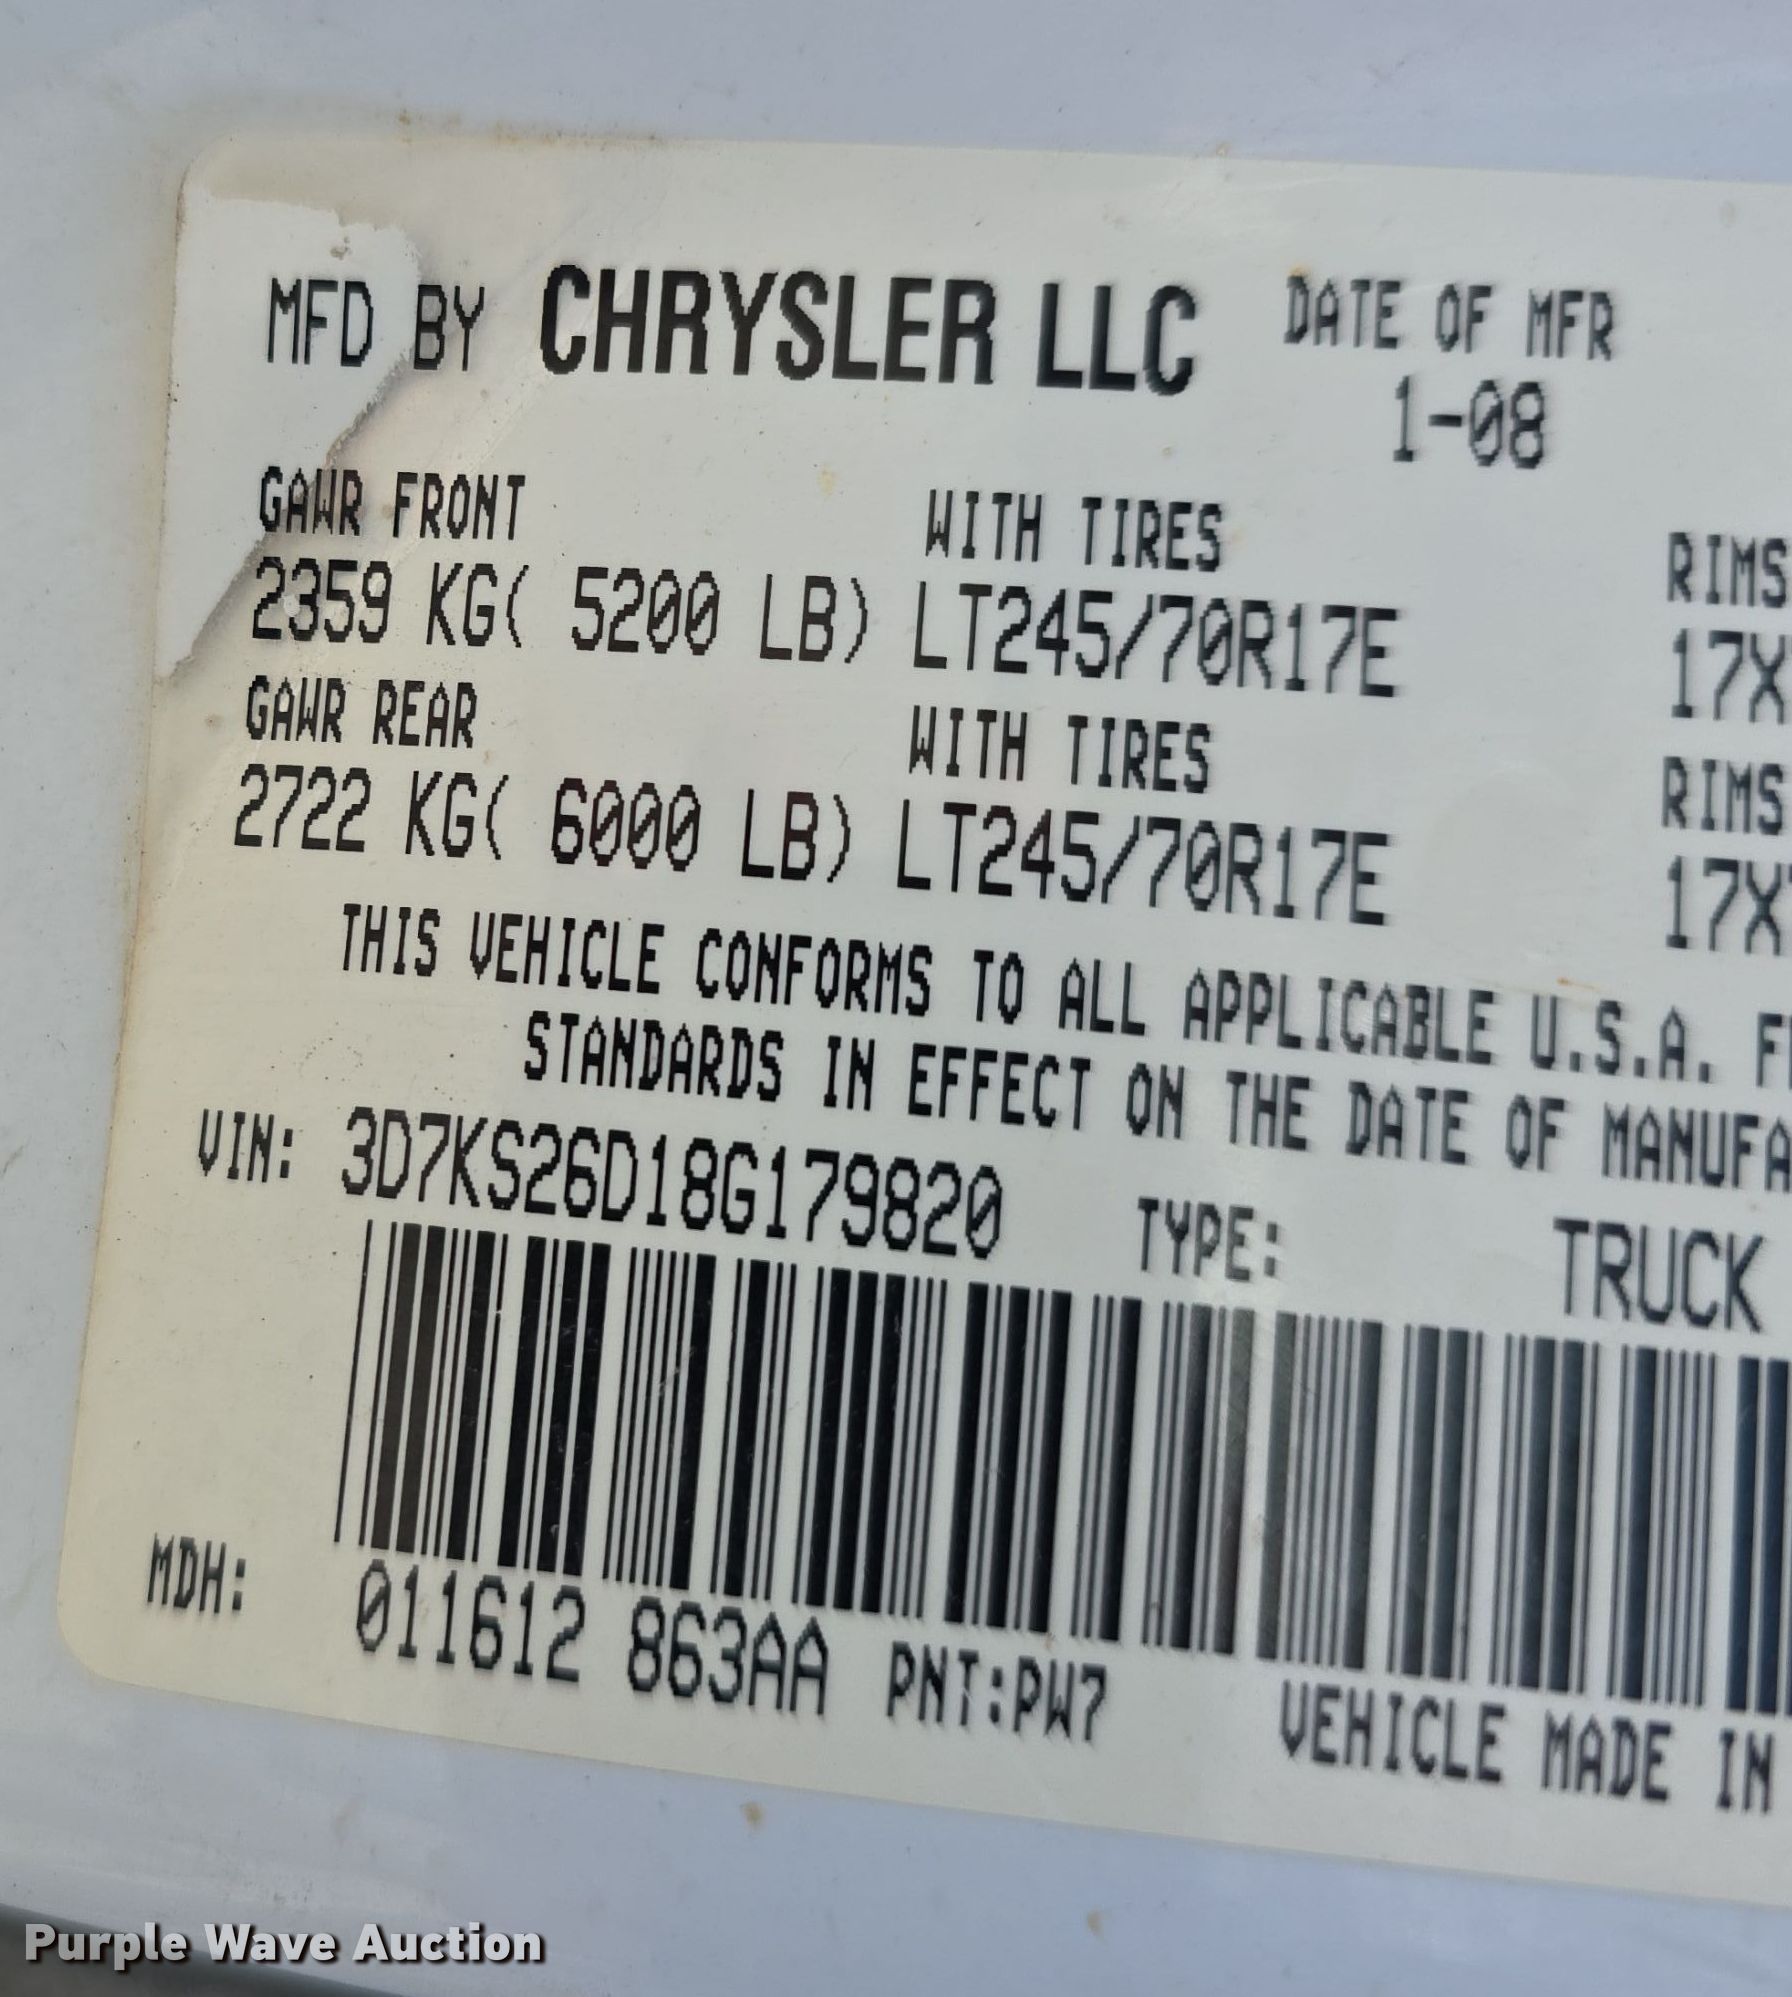 MFD BY CHRYSLER LLC DATE OF MFR
1-08
GAWR FRONT WITH TIRES RIMS
2359 KG( 5200 LB) LT245/70R17E 17X
GAWR REAR WITH TIRES RIMS
2722 KG( 6000 LB) LT245/70R17E 17X
THIS VEHICLE CONFORMS TO ALL APPLICABLE U.S.A. F
STANDARDS IN EFFECT ON THE DATE OF MANUFA
VIN: 3D7KS26D18G179820 TYPE: TRUCK
MDH: 011612 863AA PNT:PW7
VEHICLE MADE IN
Purple Wave Auction